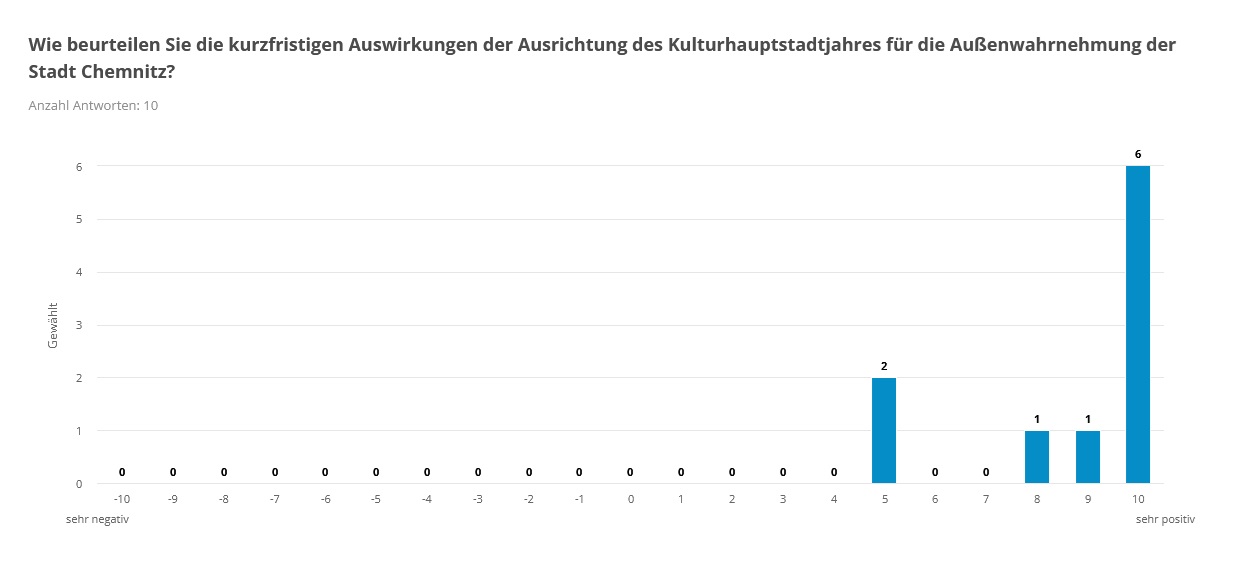 Wie beurteilen Sie die kurzfristigen Auswirkungen der Ausrichtung des Kulturhauptstadtjahres für die Außenwahrnehmung der
Stadt Chemnitz?
Anzahl Antworten: 10
6
6
5
4
3
2
1
0
Gewählt
0 0 0 0 0 0 0 0 0 0 0 0 0 0 0 2 0 0 1 1
-10 -9 -8 -7 -6 -5 -4 -3 -2 -1 0 1 2 3 4 5 6 7 8 9 10
sehr negativ sehr positiv